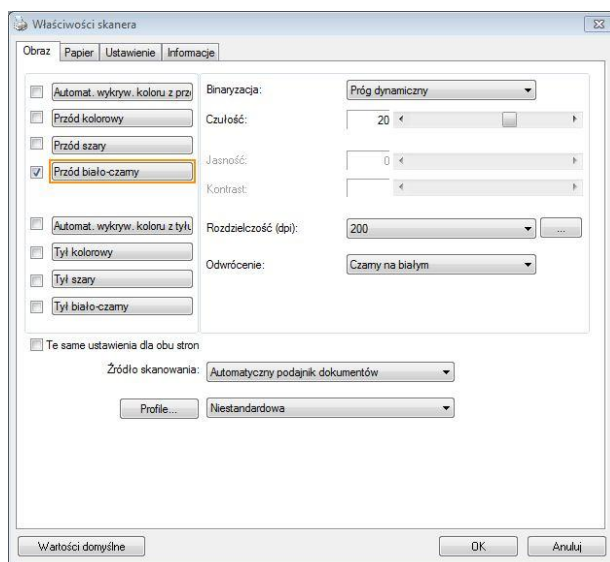 Właściwości skanera
Obraz Papier Ustawienie Informacje
Automat. wykryw. koloru z prz
Binaryzacja: Próg dynamiczny
Przód kolorowy
Czułość: 20
Przód szary
Jasność: 0
Przód biało-czarny
Kontrast:
Automat. wykryw. koloru z tyłu
Rozdzielczość (dpi): 200 ...
Tył kolorowy
Odwrócenie: Czarny na białym
Tył szary
Tył biało-czarny
Te same ustawienia dla obu stron
Źródło skanowania: Automatyczny podajnik dokumentów
Profile... Niestandardowa
Wartości domyślne OK Anuluj